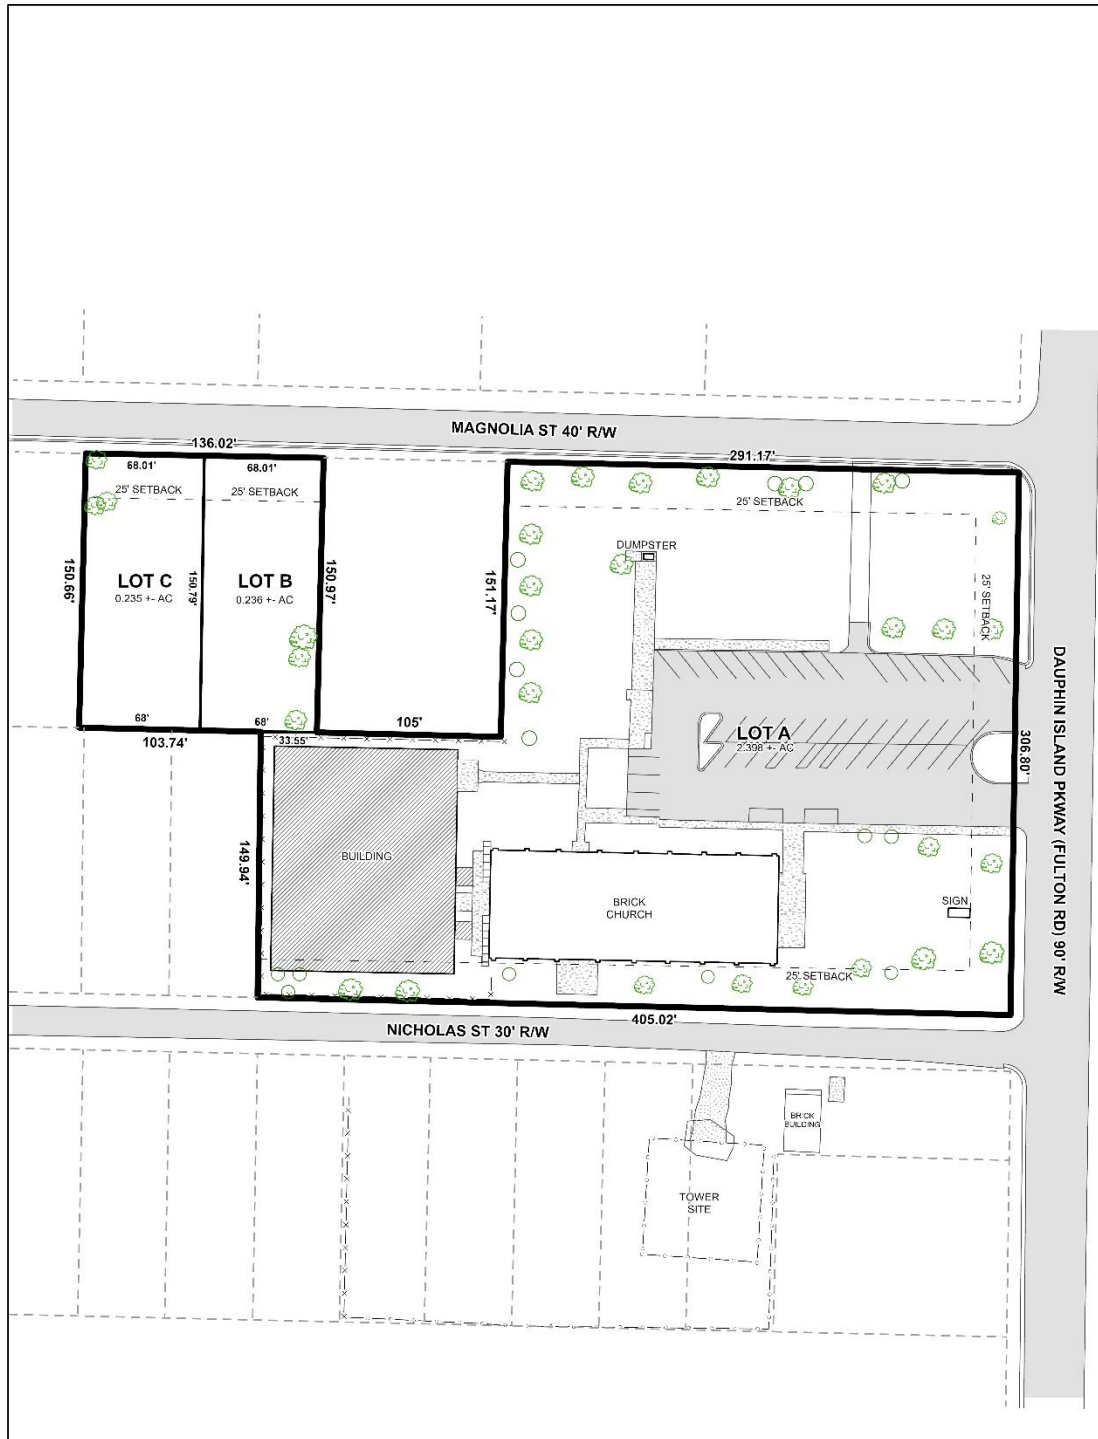 MAGNOLIA ST 40' R/W
136.02'
291.17'
68.01'
68.01'
25' SETBACK
25' SETBACK
25' SETBACK
DUMPSTER
150.66'
LOT C
0.235 +- AC
150.79'
LOT B
0.236 +- AC
150.97'
151.17'
25' SETBACK
68'
68'
105'
103.74'
33.55'
LOT A
2.398 +- AC
306.80'
DAUPHIN ISLAND PKWAY (FULTON RD) 90' R/W
149.94'
BUILDING
BRICK
CHURCH
SIGN
25' SETBACK
405.02'
NICHOLAS ST 30' R/W
BRICK
BUILDING
TOWER
SITE